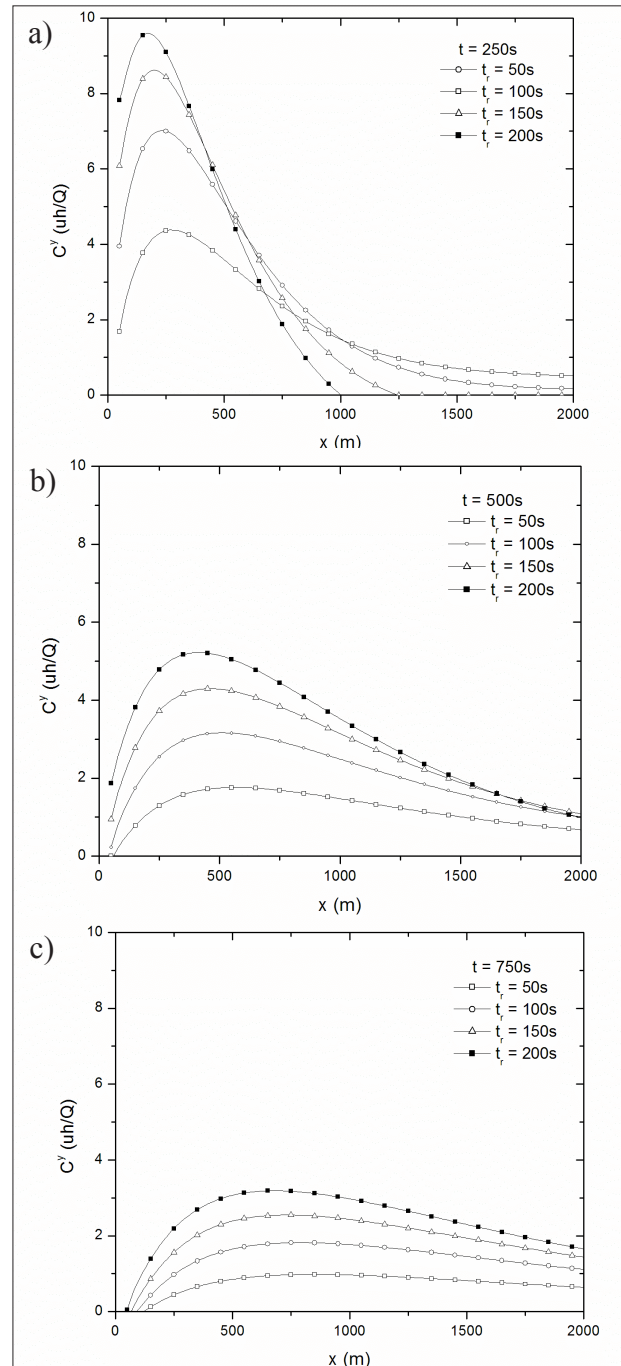 a)
10
8
6
4
2
0
C^y (uh/Q)
t = 250s
t_r = 50s
t_r = 100s
t_r = 150s
t_r = 200s
0 500 1000 1500 2000
x (m)
b)
10
8
6
4
2
0
C^y (uh/Q)
t = 500s
t_r = 50s
t_r = 100s
t_r = 150s
t_r = 200s
0 500 1000 1500 2000
x (m)
c)
10
8
6
4
2
0
C^y (uh/Q)
t = 750s
t_r = 50s
t_r = 100s
t_r = 150s
t_r = 200s
0 500 1000 1500 2000
x (m)